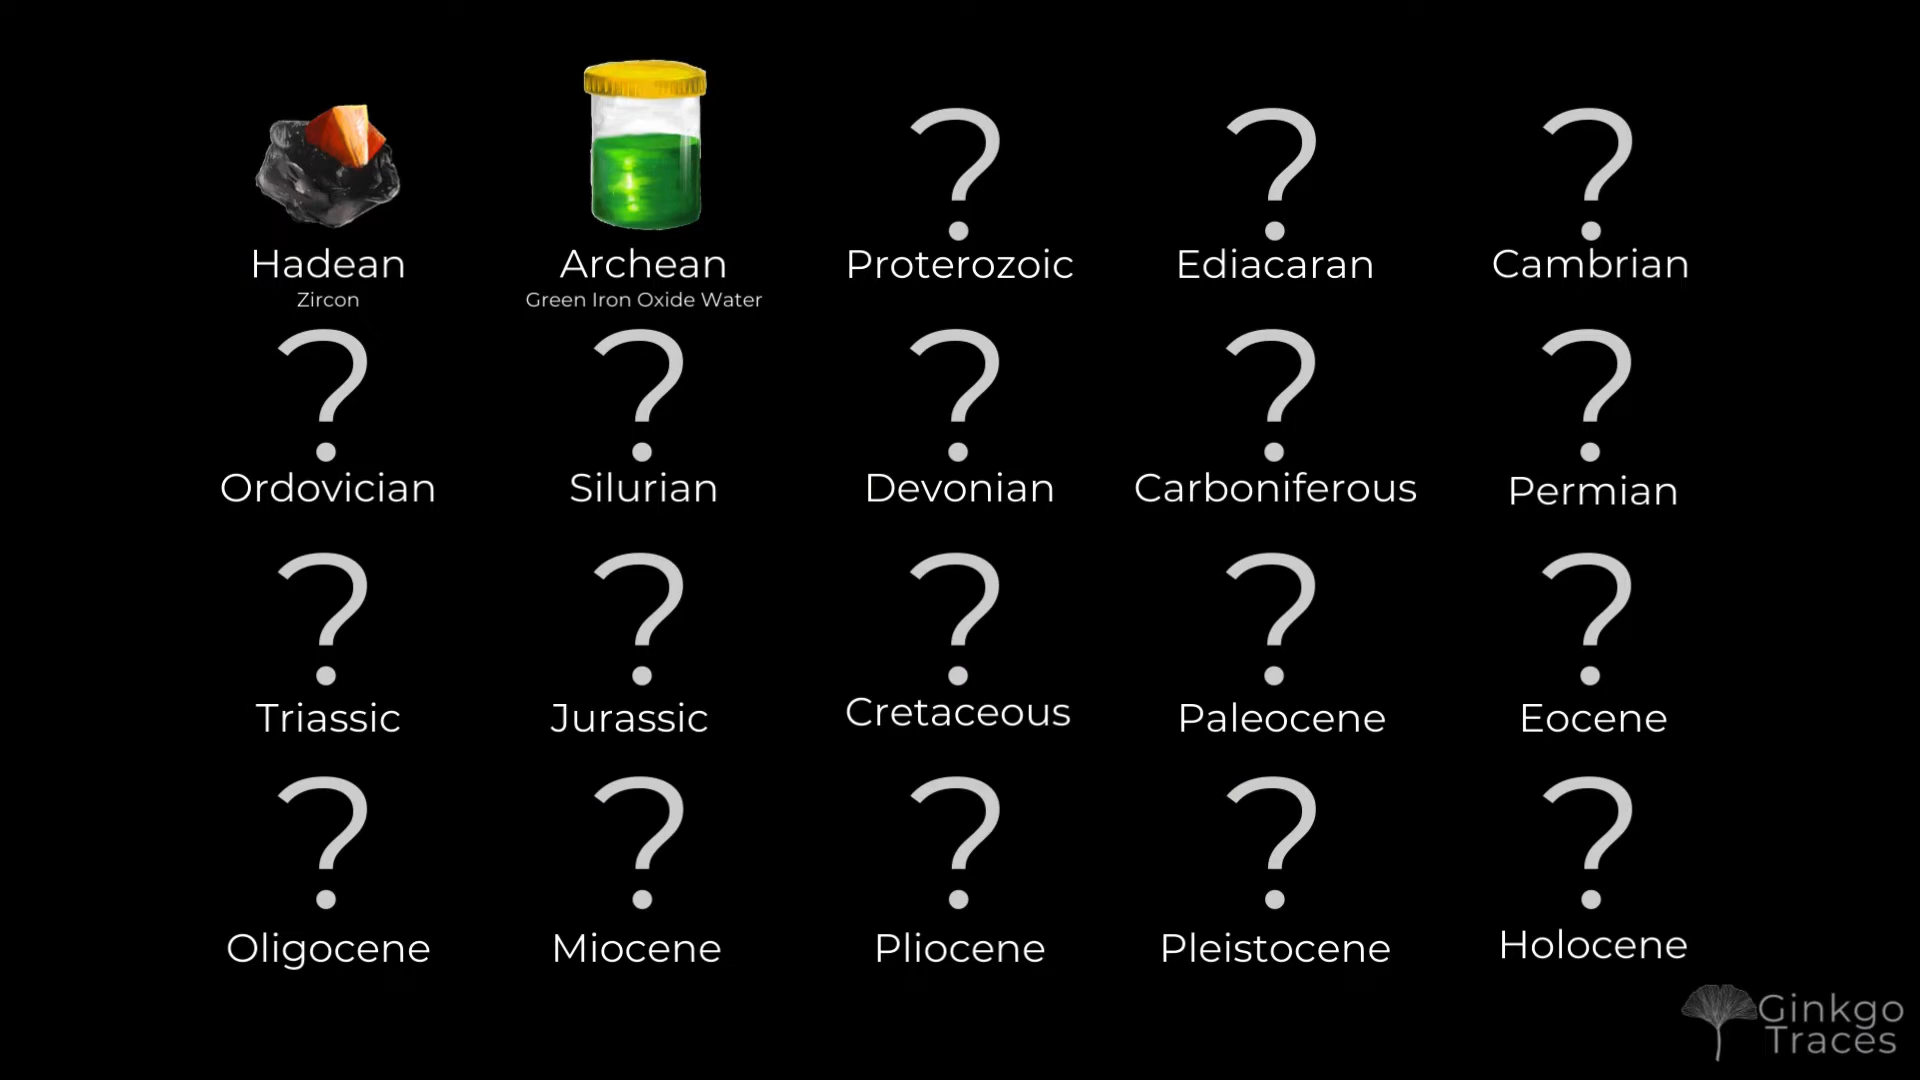 Hadean
Zircon
Archean
Green Iron Oxide Water
?
Proterozoic
?
Ediacaran
?
Cambrian
?
Ordovician
?
Silurian
?
Devonian
?
Carboniferous
?
Permian
?
Triassic
?
Jurassic
?
Cretaceous
?
Paleocene
?
Eocene
?
Oligocene
?
Miocene
?
Pliocene
?
Pleistocene
?
Holocene
Ginkgo
Traces